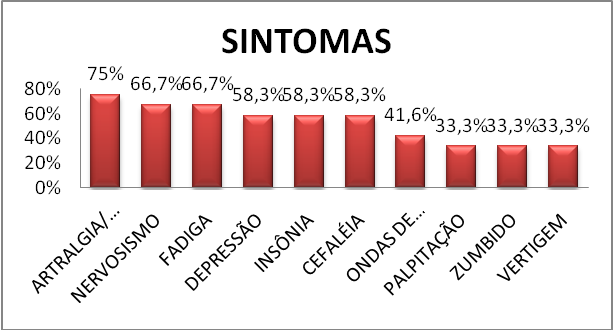 SINTOMAS
75%
66,7% 66,7%
58,3% 58,3% 58,3%
41,6%
33,3% 33,3% 33,3%
80%
60%
40%
20%
0%
ARTRALGIA/...
NERVOSISMO
FADIGA
DEPRESSÃO
INSÔNIA
CEFALÉIA
ONDAS DE...
PALPITAÇÃO
ZUMBIDO
VERTIGEM